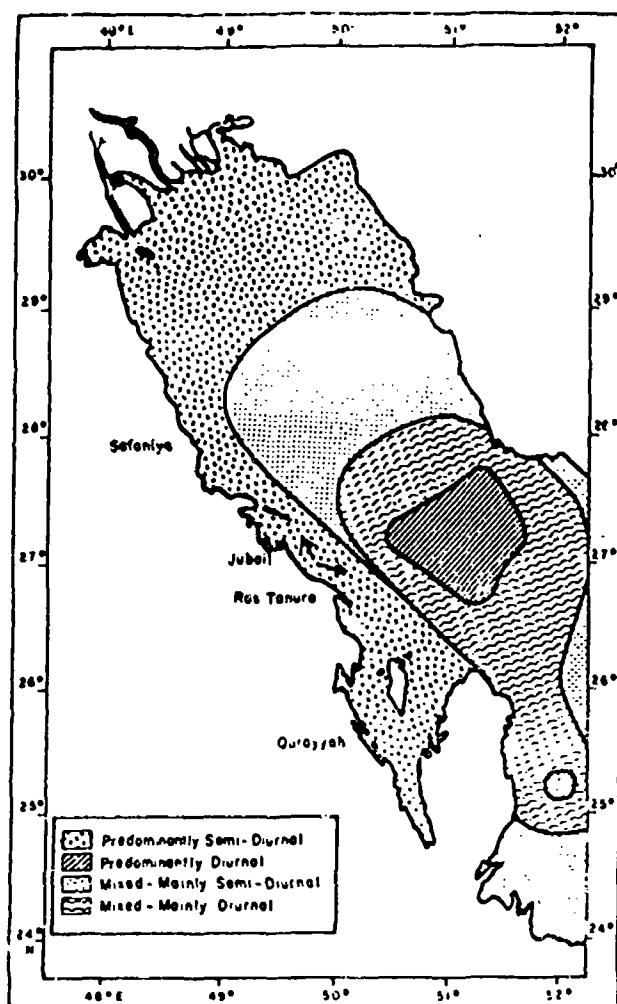 48°E 49° 50° 51° 52°
30° 30°
29° 29°
28° 28°
Safaniya
27° 27°
Jubail
Ras Tanura
26° 26°
Qurayyah
25° 25°
Predominantly Semi-Diurnal
Predominantly Diurnal
Mixed-Mainly Semi-Diurnal
Mixed-Mainly Diurnal
24° 24°
N
48°E 49° 50° 51° 52°